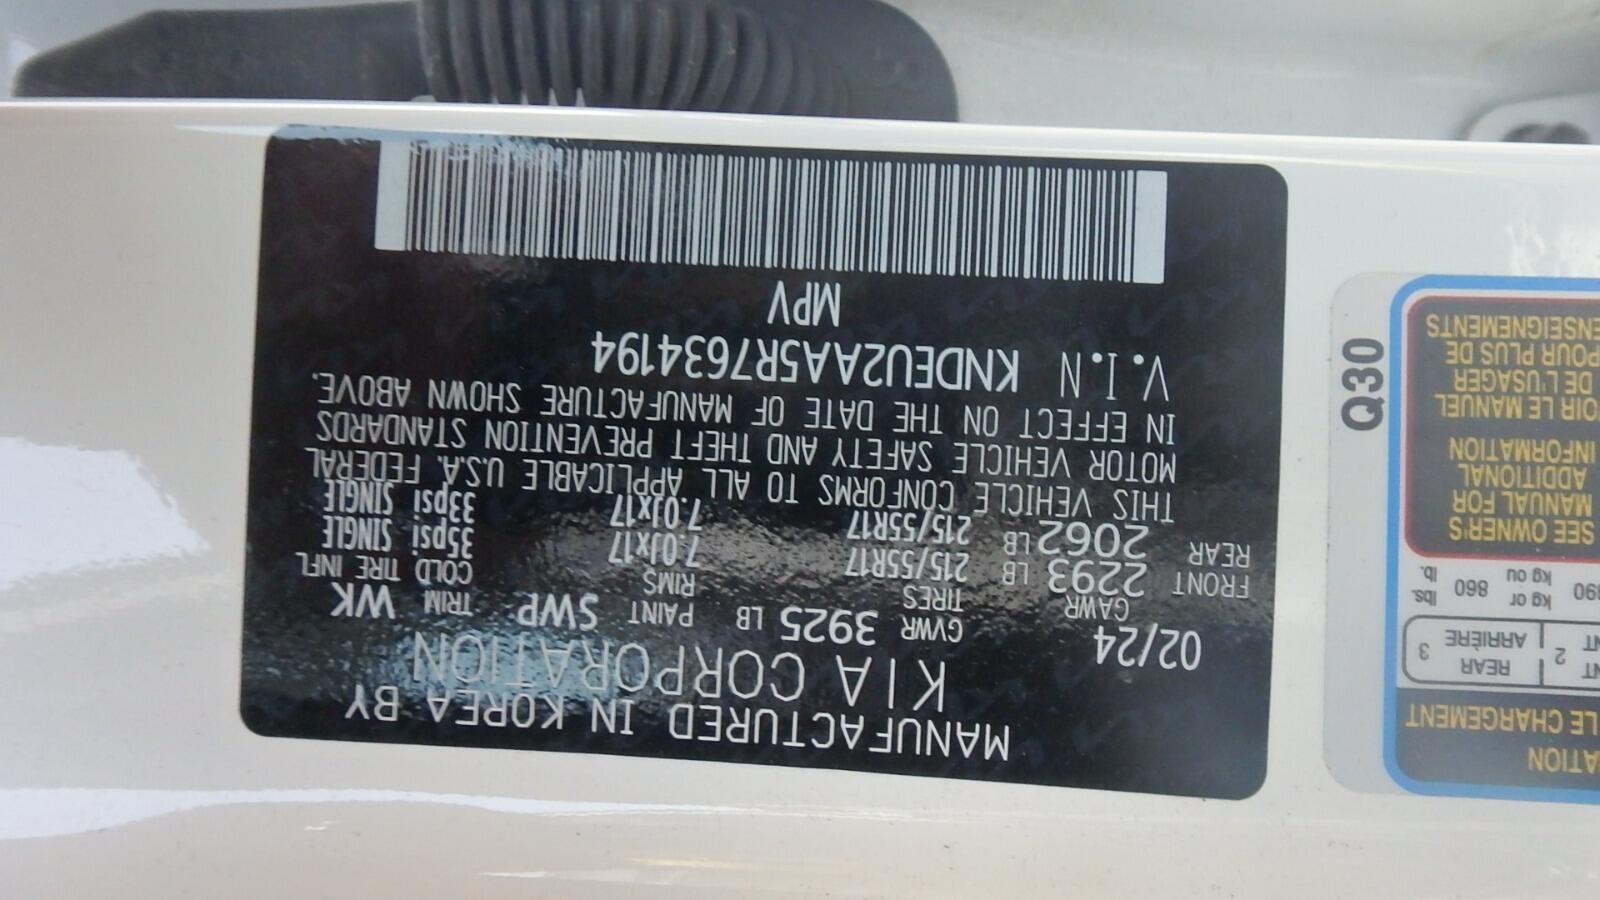 MANUFACTURED IN KOREA BY
KIA CORPORATION
02/24 GVWR 3925 LB PAINT SWP TRIM WK
GAWR TIRES RIMS COLD TIRE INFL
FRONT 2293 LB 215/55R17 7.0Jx17 35psi SINGLE
REAR 2062 LB 215/55R17 7.0Jx17 33psi SINGLE
THIS VEHICLE CONFORMS TO ALL APPLICABLE U.S.A. FEDERAL
MOTOR VEHICLE SAFETY AND THEFT PREVENTION STANDARDS
IN EFFECT ON THE DATE OF MANUFACTURE SHOWN ABOVE.
V.I.N KNDEU2AA5R7634194
MPV
LE CHARGEMENT
2 REAR 3
ARRIÈRE
kg or 860 lbs.
kg ou lb.
SEE OWNER'S
MANUAL FOR
ADDITIONAL
INFORMATION
VOIR LE MANUEL
DE L'USAGER
POUR PLUS DE
RENSEIGNEMENTS
Q30